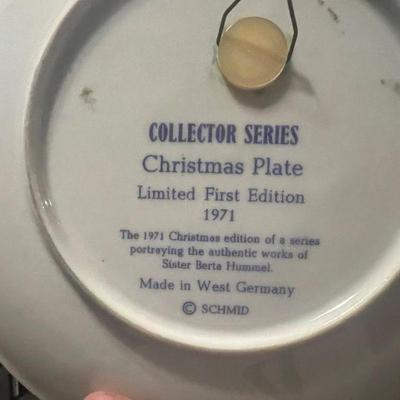 COLLECTOR SERIES
Christmas Plate
Limited First Edition
1971
The 1971 Christmas edition of a series
portraying the authentic works of
Sister Berta Hummel.
Made in West Germany
© SCHMID